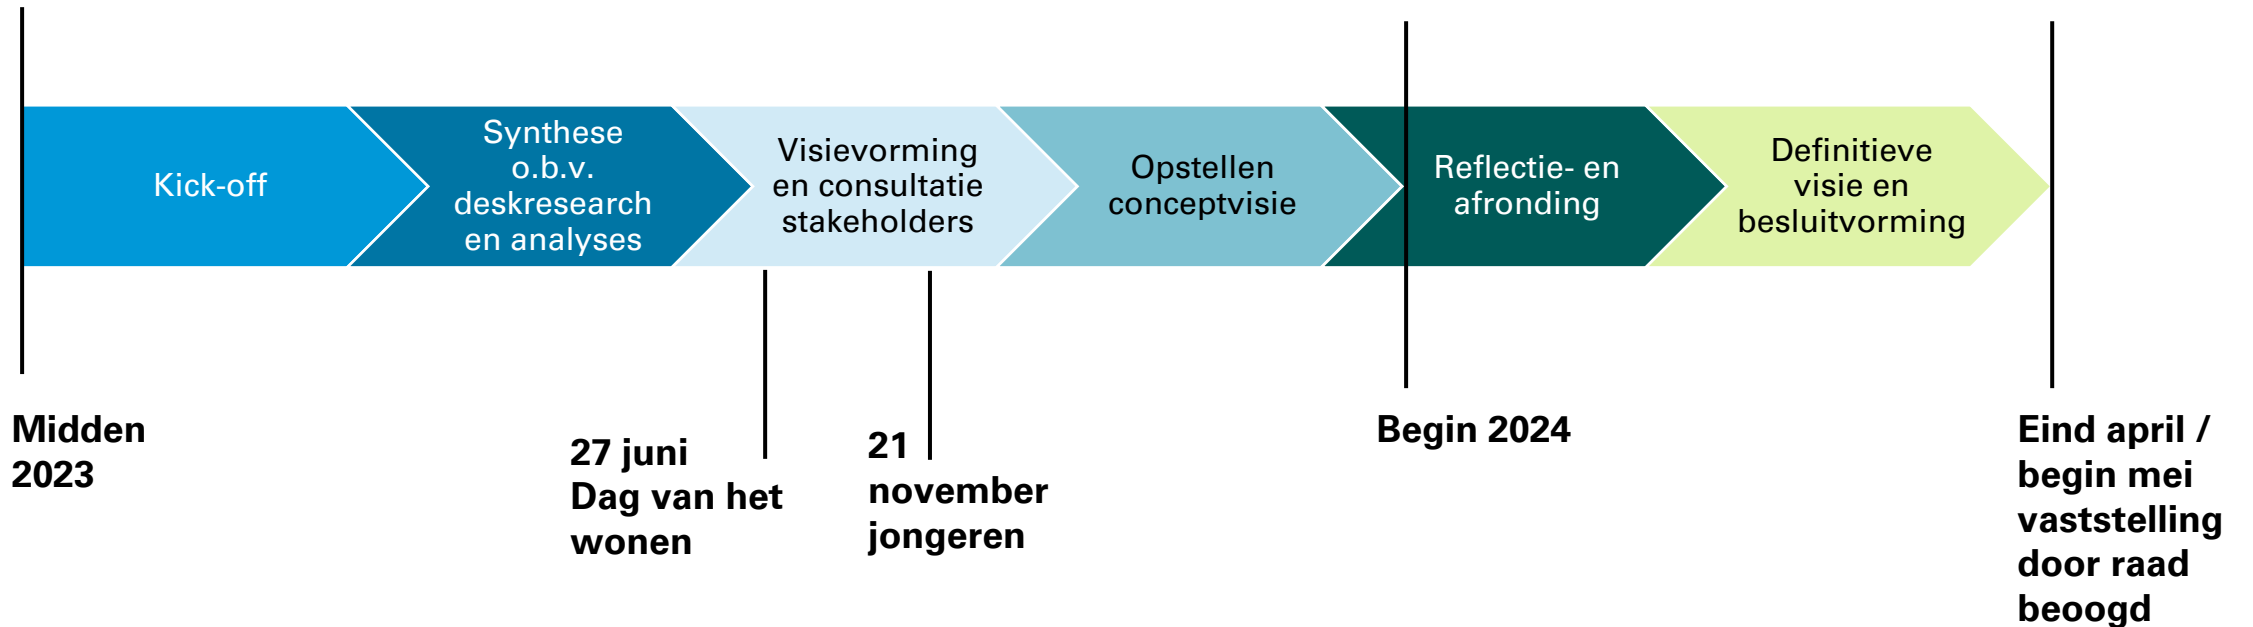 Kick-off
Synthese
o.b.v.
deskresearch
en analyses
Visievorming
en consultatie
stakeholders
Opstellen
conceptvisie
Reflectie- en
afronding
Definitieve
visie en
besluitvorming
Midden
2023
27 juni
Dag van het
wonen
21
november
jongeren
Begin 2024
Eind april /
begin mei
vaststelling
door raad
beoogd